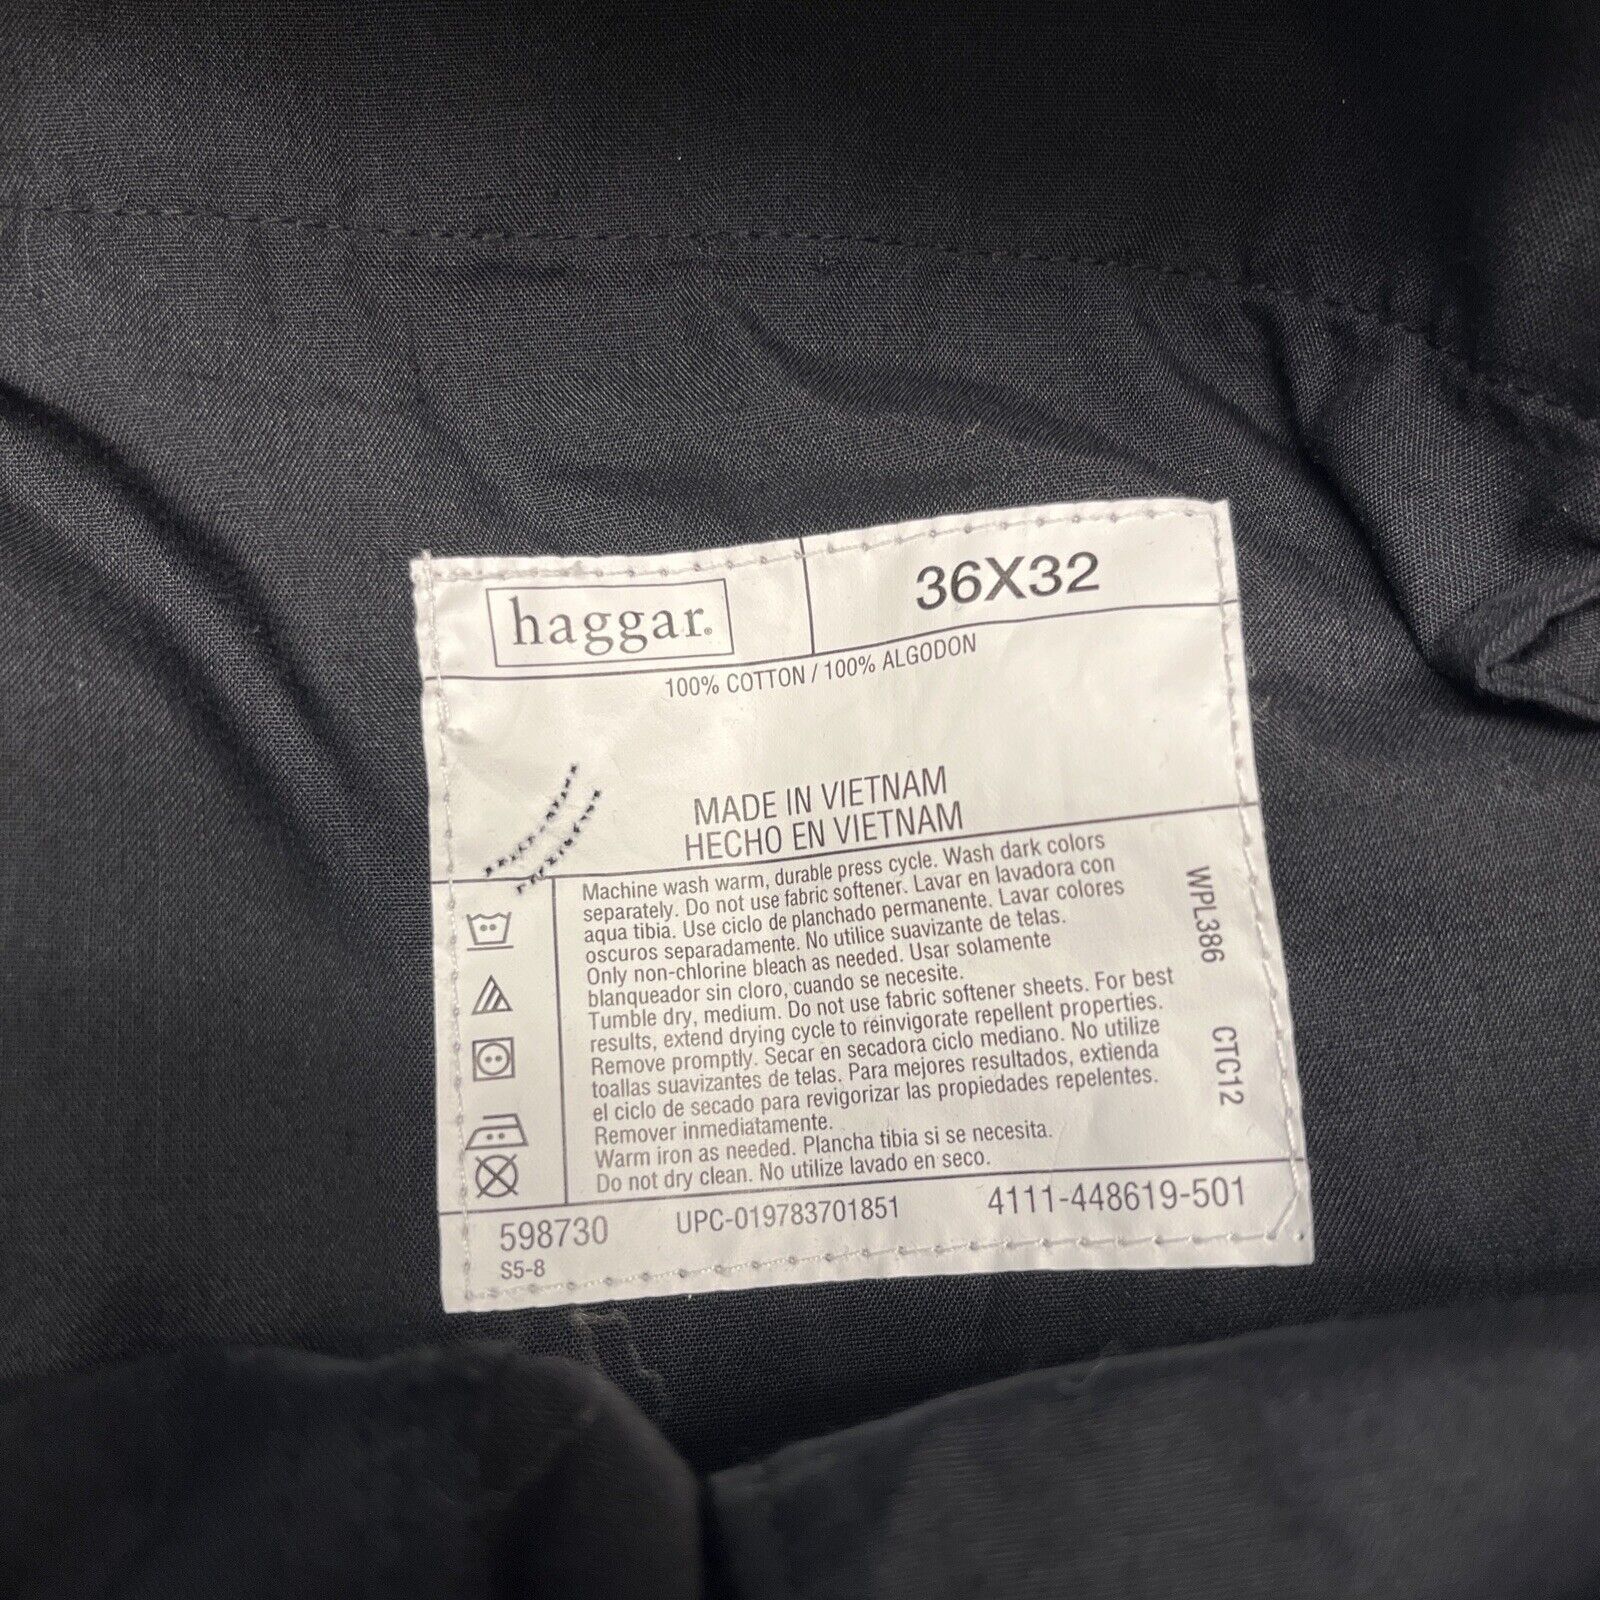 haggar®
36X32
100% COTTON / 100% ALGODON
MADE IN VIETNAM
HECHO EN VIETNAM
Machine wash warm, durable press cycle. Wash dark colors
separately. Do not use fabric softener. Lavar en lavadora con
aqua tibia. Use ciclo de planchado permanente. Lavar colores
oscuros separadamente. No utilice suavizante de telas.
Only non-chlorine bleach as needed. Usar solamente
blanqueador sin cloro, cuando se necesite.
Tumble dry, medium. Do not use fabric softener sheets. For best
results, extend drying cycle to reinvigorate repellent properties.
Remove promptly. Secar en secadora ciclo mediano. No utilize
toallas suavizantes de telas. Para mejores resultados, extienda
el ciclo de secado para revigorizar las propiedades repelentes.
Remover inmediatamente.
Warm iron as needed. Plancha tibia si se necesita.
Do not dry clean. No utilize lavado en seco.
WPL386
CTC12
598730
UPC-019783701851
4111-448619-501
S5-8